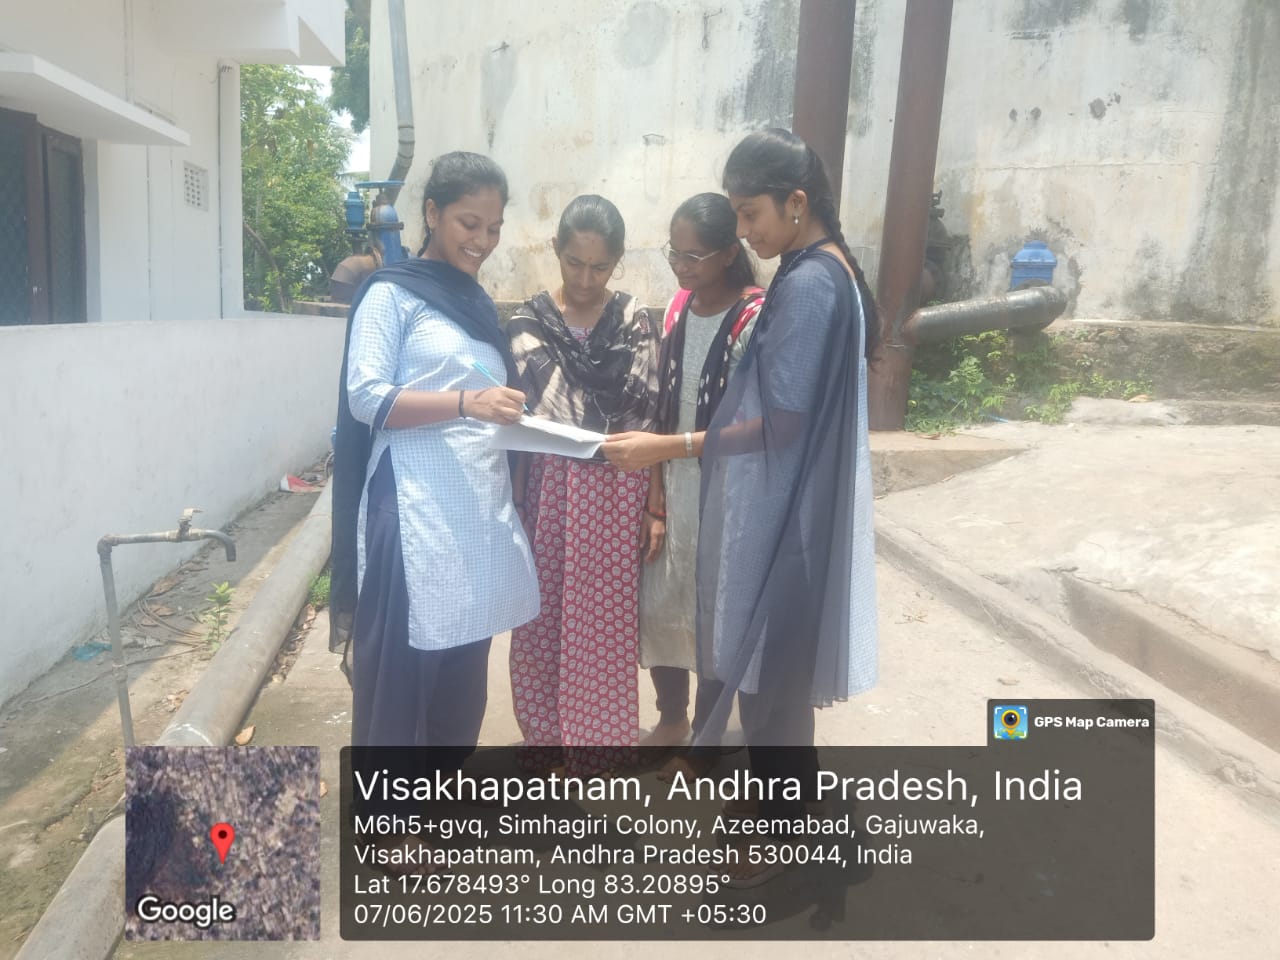 GPS Map Camera
Visakhapatnam, Andhra Pradesh, India
M6h5+gvq, Simhagiri Colony, Azeemabad, Gajuwaka,
Visakhapatnam, Andhra Pradesh 530044, India
Lat 17.678493° Long 83.20895°
07/06/2025 11:30 AM GMT +05:30
Google